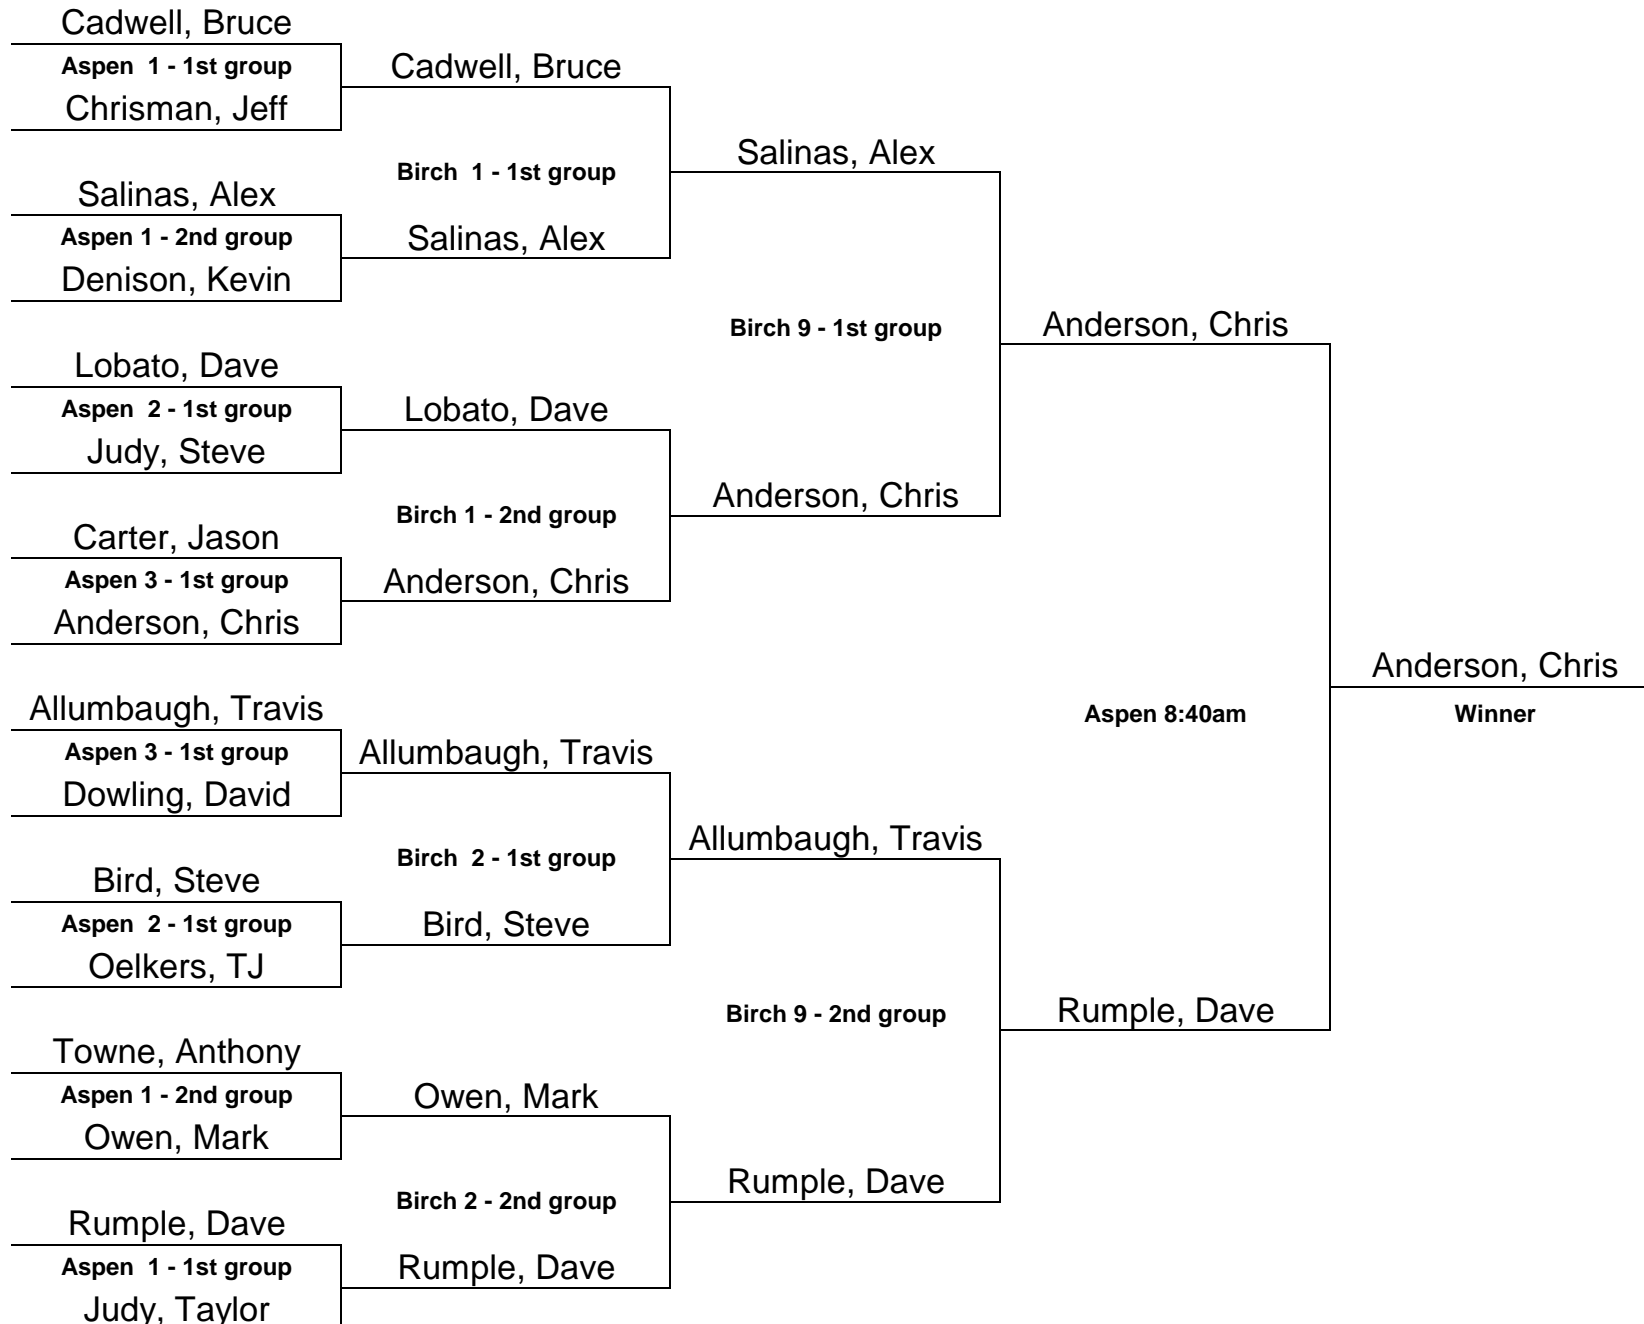 Cadwell, Bruce
Aspen  1 - 1st group
Chrisman, Jeff
Salinas, Alex
Aspen 1 - 2nd group
Denison, Kevin
Lobato, Dave
Aspen  2 - 1st group
Judy, Steve
Carter, Jason
Aspen 3 - 1st group
Anderson, Chris
Allumbaugh, Travis
Aspen 3 - 1st group
Dowling, David
Bird, Steve
Aspen  2 - 1st group
Oelkers, TJ
Towne, Anthony
Aspen 1 - 2nd group
Owen, Mark
Rumple, Dave
Aspen  1 - 1st group
Judy, Taylor
Cadwell, Bruce
Birch  1 - 1st group
Salinas, Alex
Lobato, Dave
Birch 1 - 2nd group
Anderson, Chris
Allumbaugh, Travis
Birch  2 - 1st group
Bird, Steve
Owen, Mark
Birch 2 - 2nd group
Rumple, Dave
Salinas, Alex
Birch 9 - 1st group
Anderson, Chris
Allumbaugh, Travis
Birch 9 - 2nd group
Rumple, Dave
Anderson, Chris
Aspen 8:40am
Rumple, Dave
Anderson, Chris
Winner